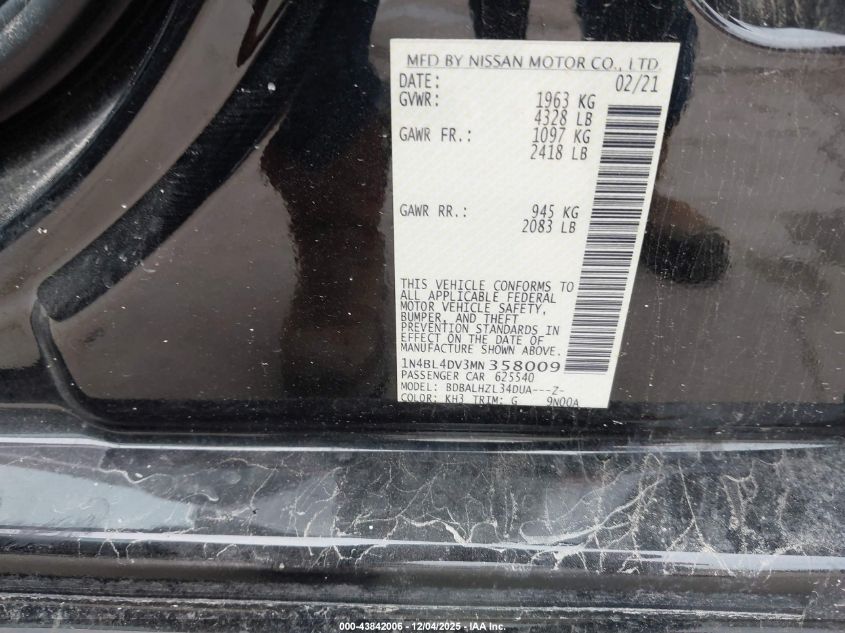 MFD BY NISSAN MOTOR CO., LTD.
DATE: 02/21
GVWR: 1963 KG
4328 LB
GAWR FR.: 1097 KG
2418 LB
GAWR RR.: 945 KG
2083 LB
THIS VEHICLE CONFORMS TO
ALL APPLICABLE FEDERAL
MOTOR VEHICLE SAFETY,
BUMPER, AND THEFT
PREVENTION STANDARDS IN
EFFECT ON THE DATE OF
MANUFACTURE SHOWN ABOVE.
1N4BL4DV3MN358009
PASSENGER CAR 625540
MODEL: BDBALHZL34DUA---Z-
COLOR: KH3 TRIM: G 9N00A
000-43842006 - 12/04/2025 - IAA Inc.